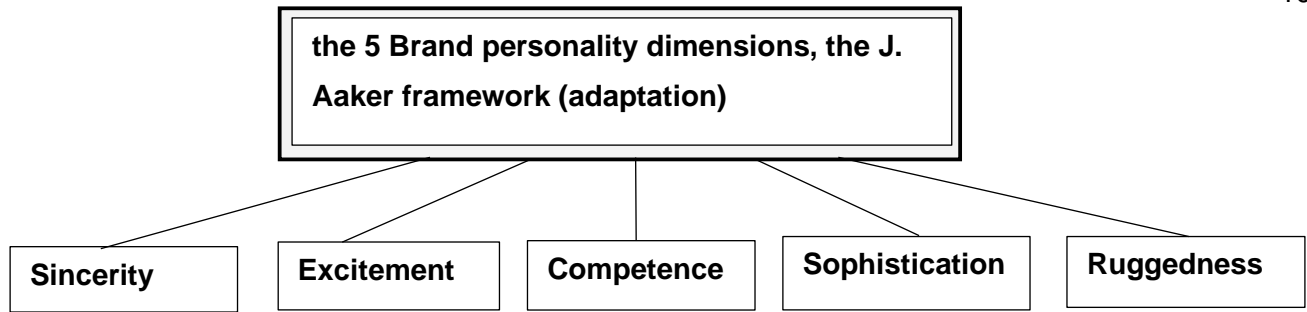 the 5 Brand personality dimensions, the J.
Aaker framework (adaptation)
Sincerity
Excitement
Competence
Sophistication
Ruggedness